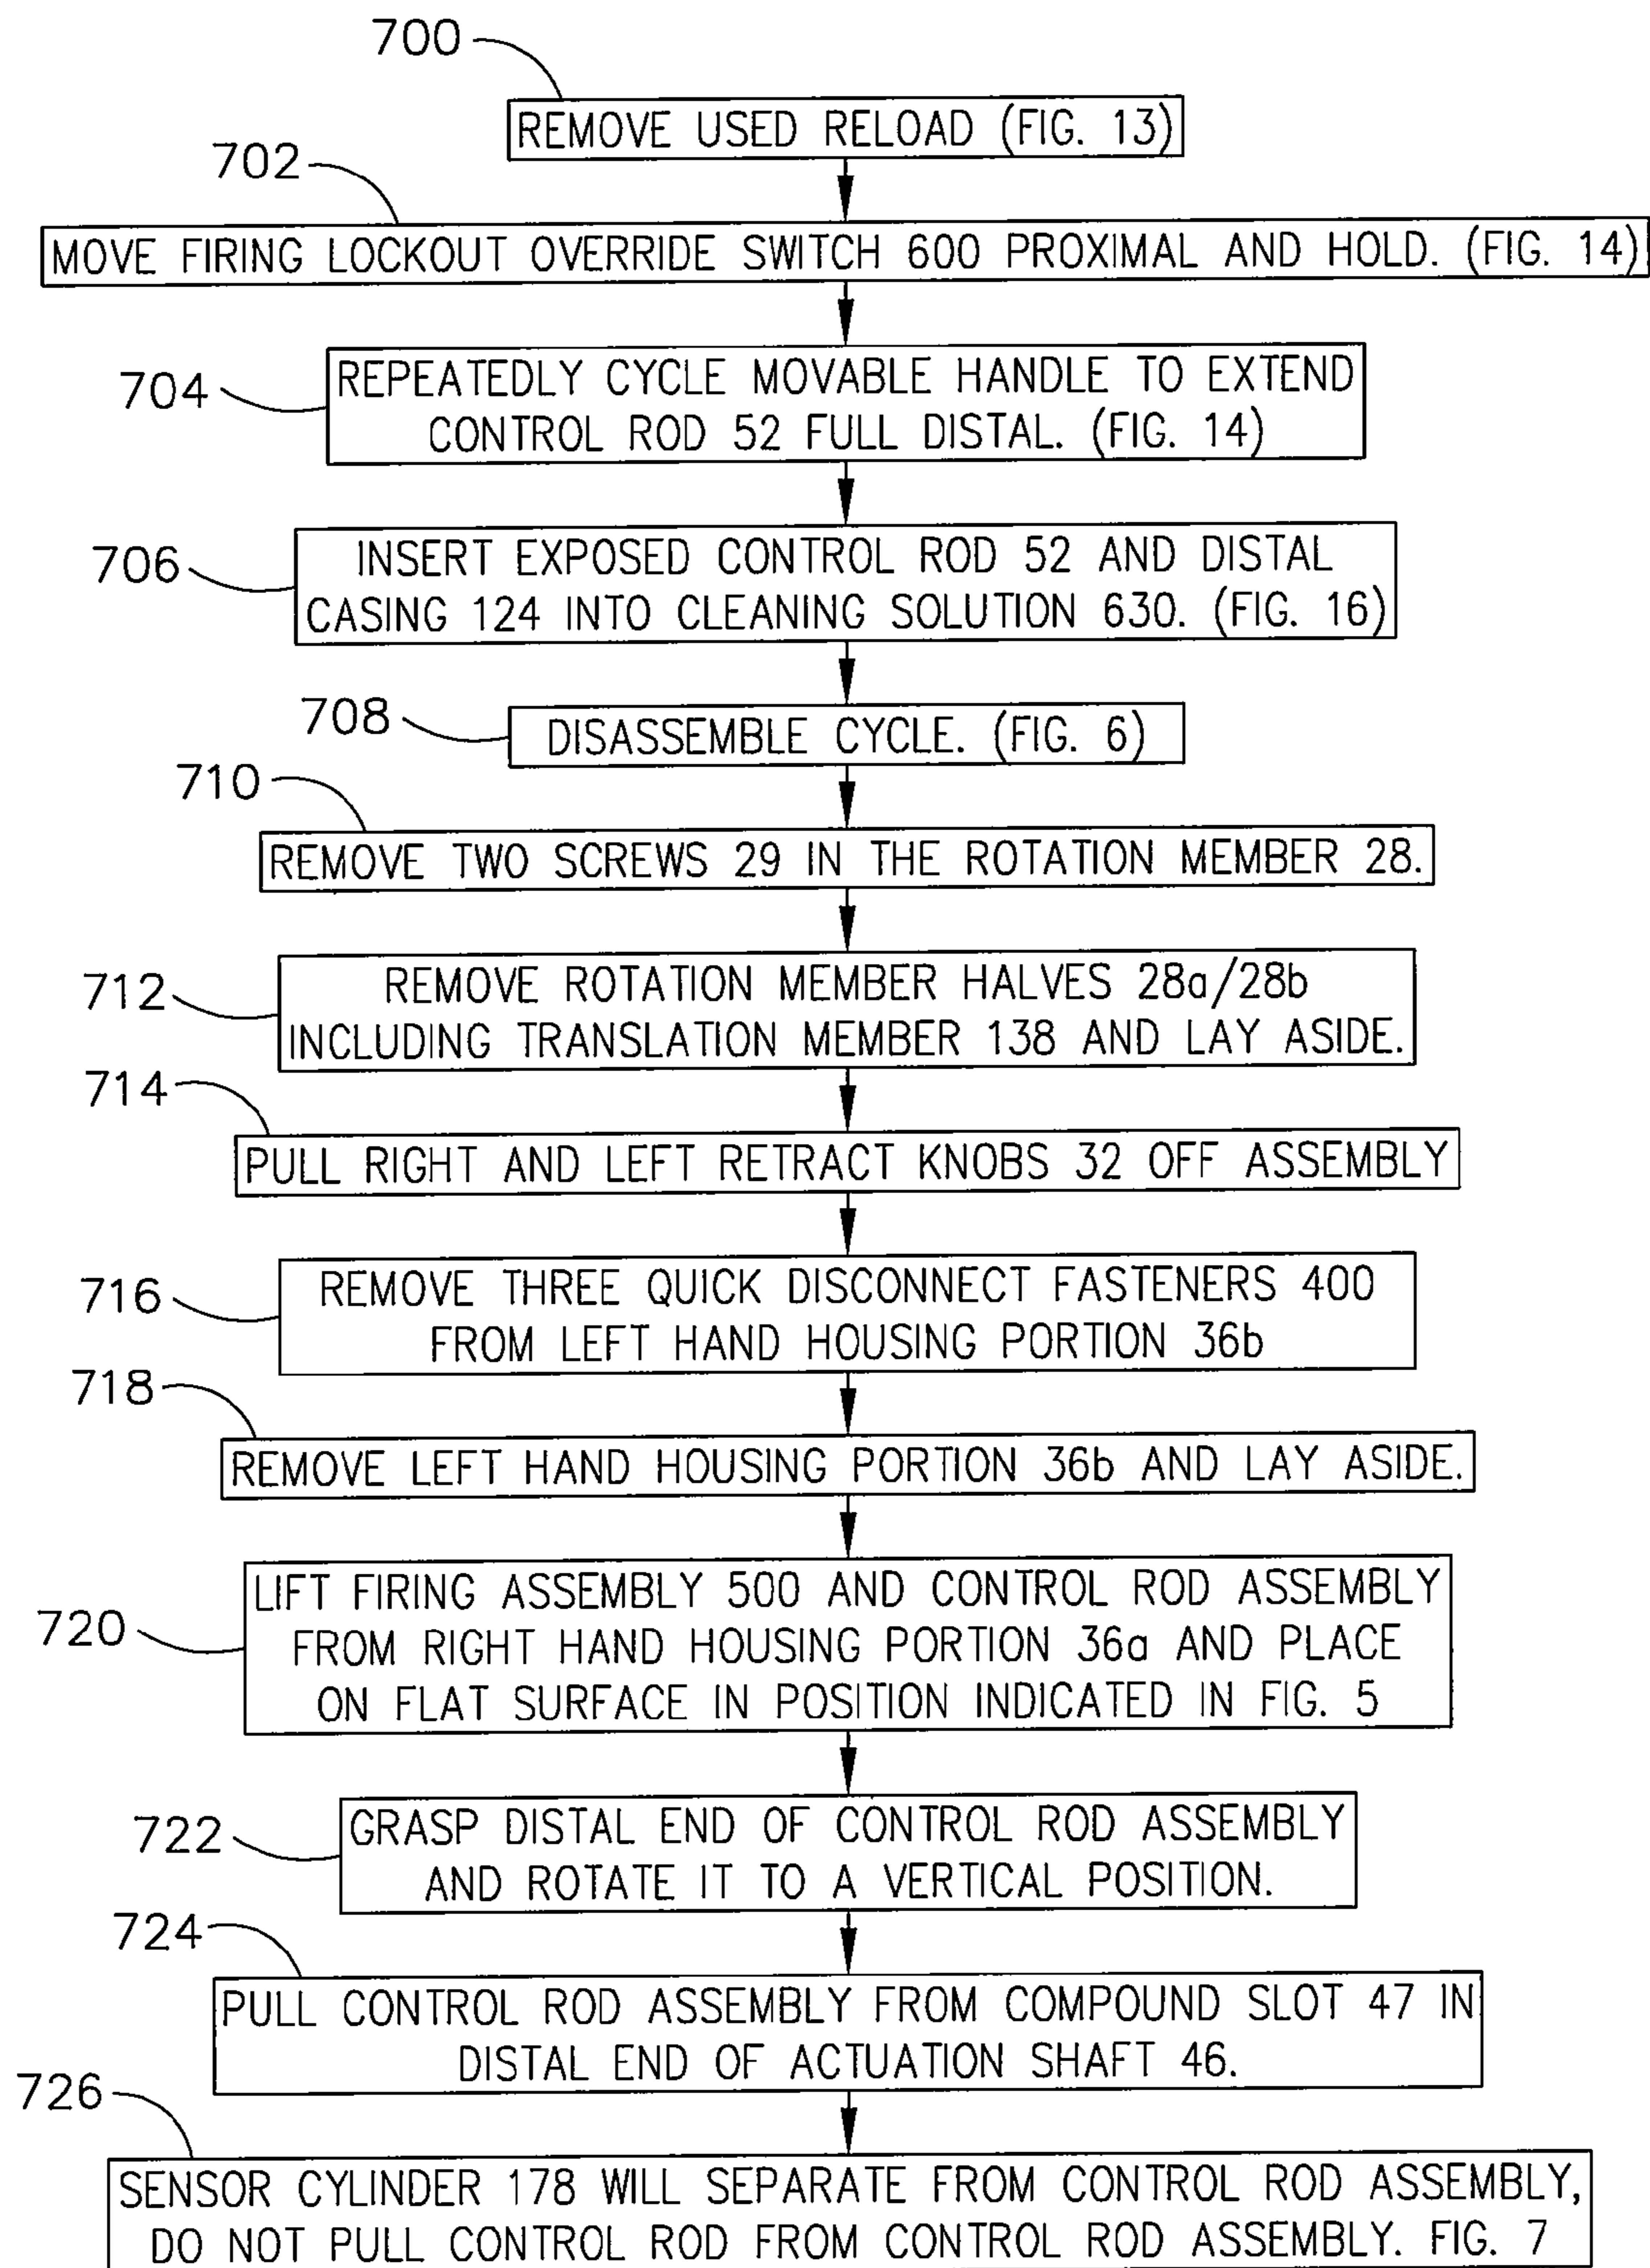 700
REMOVE USED RELOAD (FIG. 13)
702
MOVE FIRING LOCKOUT OVERRIDE SWITCH 600 PROXIMAL AND HOLD. (FIG. 14)
704
REPEATEDLY CYCLE MOVABLE HANDLE TO EXTEND
CONTROL ROD 52 FULL DISTAL. (FIG. 14)
706
INSERT EXPOSED CONTROL ROD 52 AND DISTAL
CASING 124 INTO CLEANING SOLUTION 630. (FIG. 16)
708
DISASSEMBLE CYCLE. (FIG. 6)
710
REMOVE TWO SCREWS 29 IN THE ROTATION MEMBER 28.
712
REMOVE ROTATION MEMBER HALVES 28a/28b
INCLUDING TRANSLATION MEMBER 138 AND LAY ASIDE.
714
PULL RIGHT AND LEFT RETRACT KNOBS 32 OFF ASSEMBLY
716
REMOVE THREE QUICK DISCONNECT FASTENERS 400
FROM LEFT HAND HOUSING PORTION 36b
718
REMOVE LEFT HAND HOUSING PORTION 36b AND LAY ASIDE.
720
LIFT FIRING ASSEMBLY 500 AND CONTROL ROD ASSEMBLY
FROM RIGHT HAND HOUSING PORTION 36a AND PLACE
ON FLAT SURFACE IN POSITION INDICATED IN FIG. 5
722
GRASP DISTAL END OF CONTROL ROD ASSEMBLY
AND ROTATE IT TO A VERTICAL POSITION.
724
PULL CONTROL ROD ASSEMBLY FROM COMPOUND SLOT 47 IN
DISTAL END OF ACTUATION SHAFT 46.
726
SENSOR CYLINDER 178 WILL SEPARATE FROM CONTROL ROD ASSEMBLY,
DO NOT PULL CONTROL ROD FROM CONTROL ROD ASSEMBLY. FIG. 7